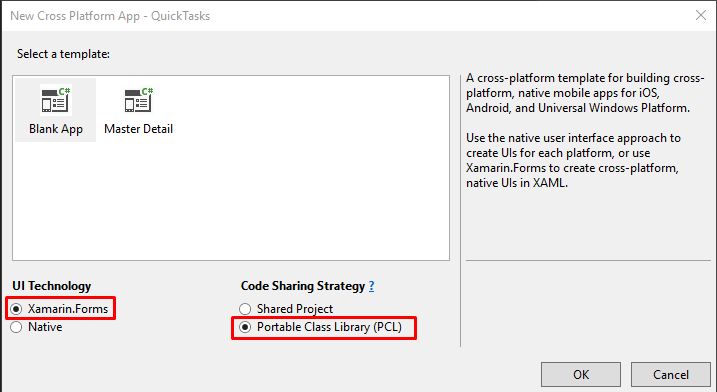 New Cross Platform App - QuickTasks
Select a template:
C#
C#
Blank App
Master Detail
A cross-platform template for building cross-
platform, native mobile apps for iOS,
Android, and Universal Windows Platform.
Use the native user interface approach to
create UIs for each platform, or use
Xamarin.Forms to create cross-platform,
native UIs in XAML.
UI Technology
Xamarin.Forms
Native
Code Sharing Strategy ?
Shared Project
Portable Class Library (PCL)
OK
Cancel